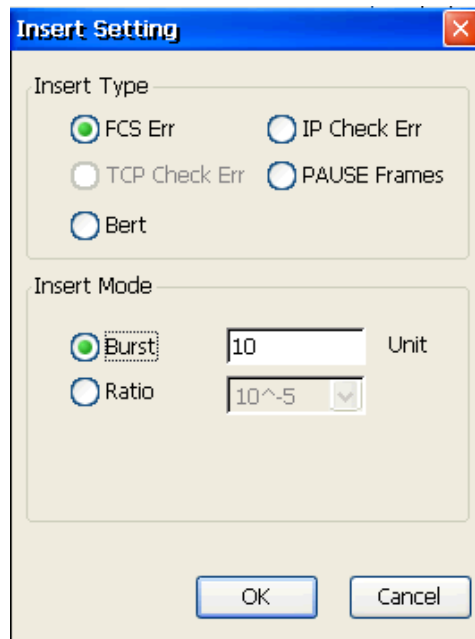 Insert Setting
Insert Type
FCS Err IP Check Err
TCP Check Err PAUSE Frames
Bert
Insert Mode
Burst 10 Unit
Ratio 10^-5
OK Cancel